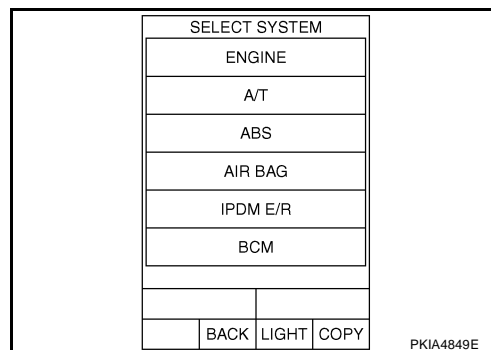 SELECT SYSTEM
ENGINE
A/T
ABS
AIR BAG
IPDM E/R
BCM
BACK LIGHT COPY
PKIA4849E